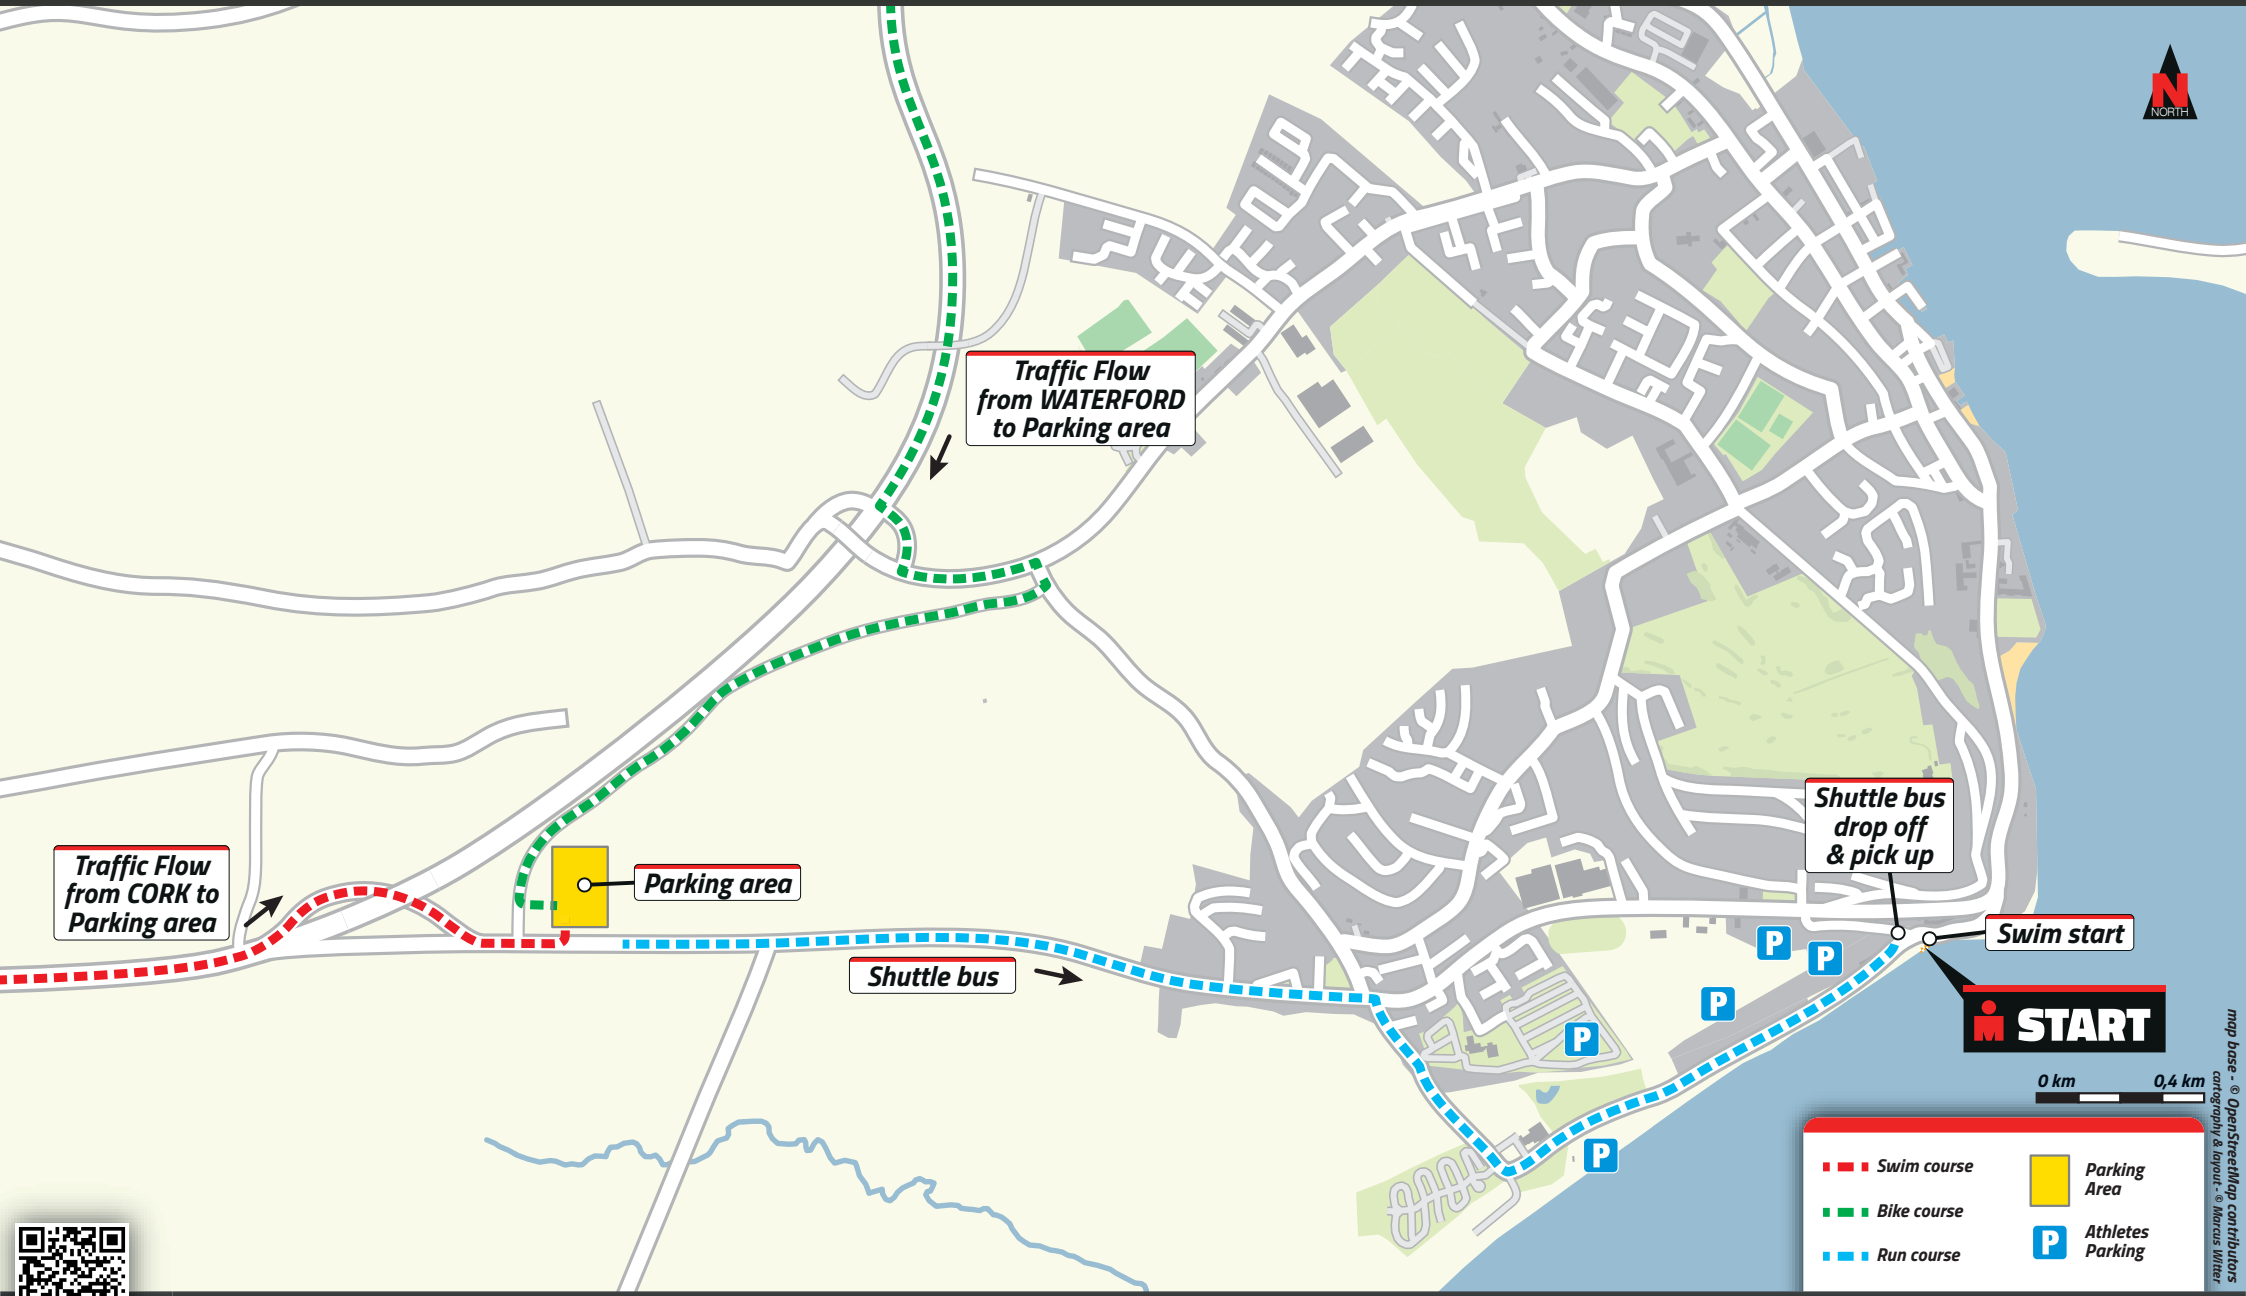 N
NORTH
Traffic Flow
from WATERFORD
to Parking area
Traffic Flow
from CORK to
Parking area
Parking area
Shuttle bus
Shuttle bus
drop off
& pick up
Swim start
START
P
P
P
P
P
0 km 0,4 km
Swim course
Bike course
Run course
Parking
Area
P
Athletes
Parking
map base - © OpenStreetMap contributors
cartography & layout - © Marcus Witter